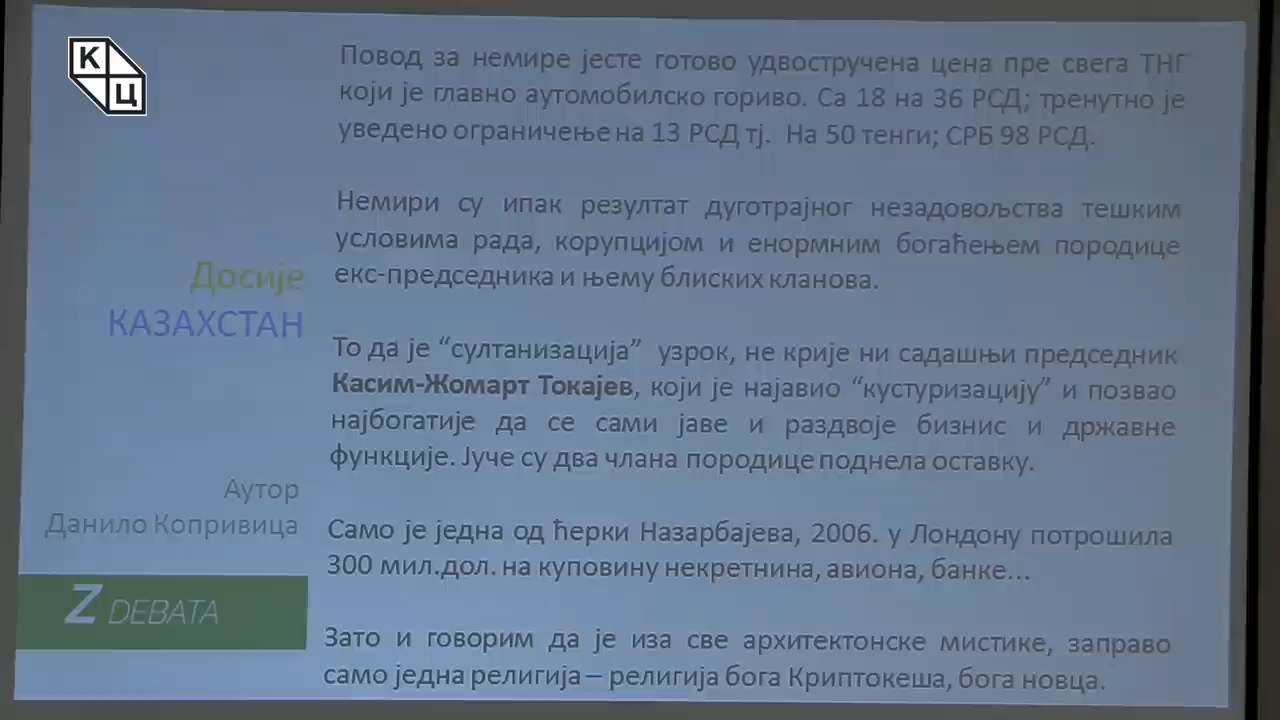 КЦ
Повод за немире јесте готово удвостручена цена пре свега ТНГ
који је главно аутомобилско гориво. Са 18 на 36 РСД; тренутно је
уведено ограничење на 13 РСД тј. На 50 тенги; СРБ 98 РСД.
Немири су ипак резултат дуготрајног незадовољства тешким
условима рада, корупцијом и енормним богаћењем породице
екс-председника и њему блиских кланова.
Досије
КАЗАХСТАН
То да је “султанизација” узрок, не крије ни садашњи председник
Касим-Жомарт Токајев, који је најавио “кустуризацију” и позвао
најбогатије да се сами јаве и раздвоје бизнис и државне
функције. Јуче су два члана породице поднела оставку.
Аутор
Данило Копривица
Само је једна од ћерки Назарбајева, 2006. у Лондону потрошила
300 мил.дол. на куповину некретнина, авиона, банке...
Z DEBATA
Зато и говорим да је иза све архитектонске мистике, заправо
само једна религија – религија бога Криптокеша, бога новца.